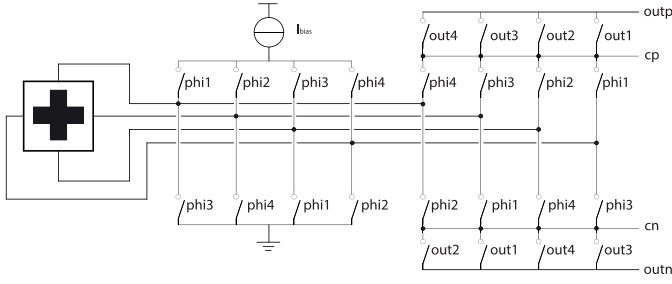 outp
I bias
out4 out3 out2 out1
cp
phi1 phi2 phi3 phi4 phi4 phi3 phi2 phi1
phi3 phi4 phi1 phi2 phi2 phi1 phi4 phi3
cn
out2 out1 out4 out3
outn